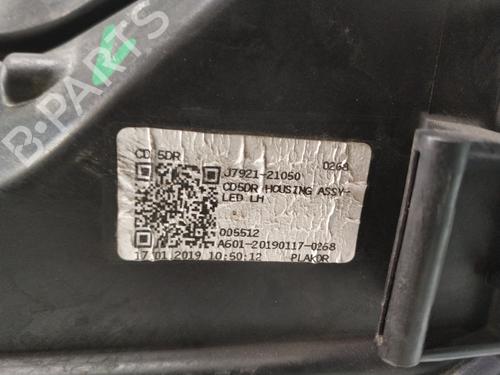 B-PARTS
CD 5DR
0268
J7921-21050
CD5DR HOUSING ASSY-
LED LH
005512
A601-20190117-0268
17.01.2019 10:50:12 PLAKOR